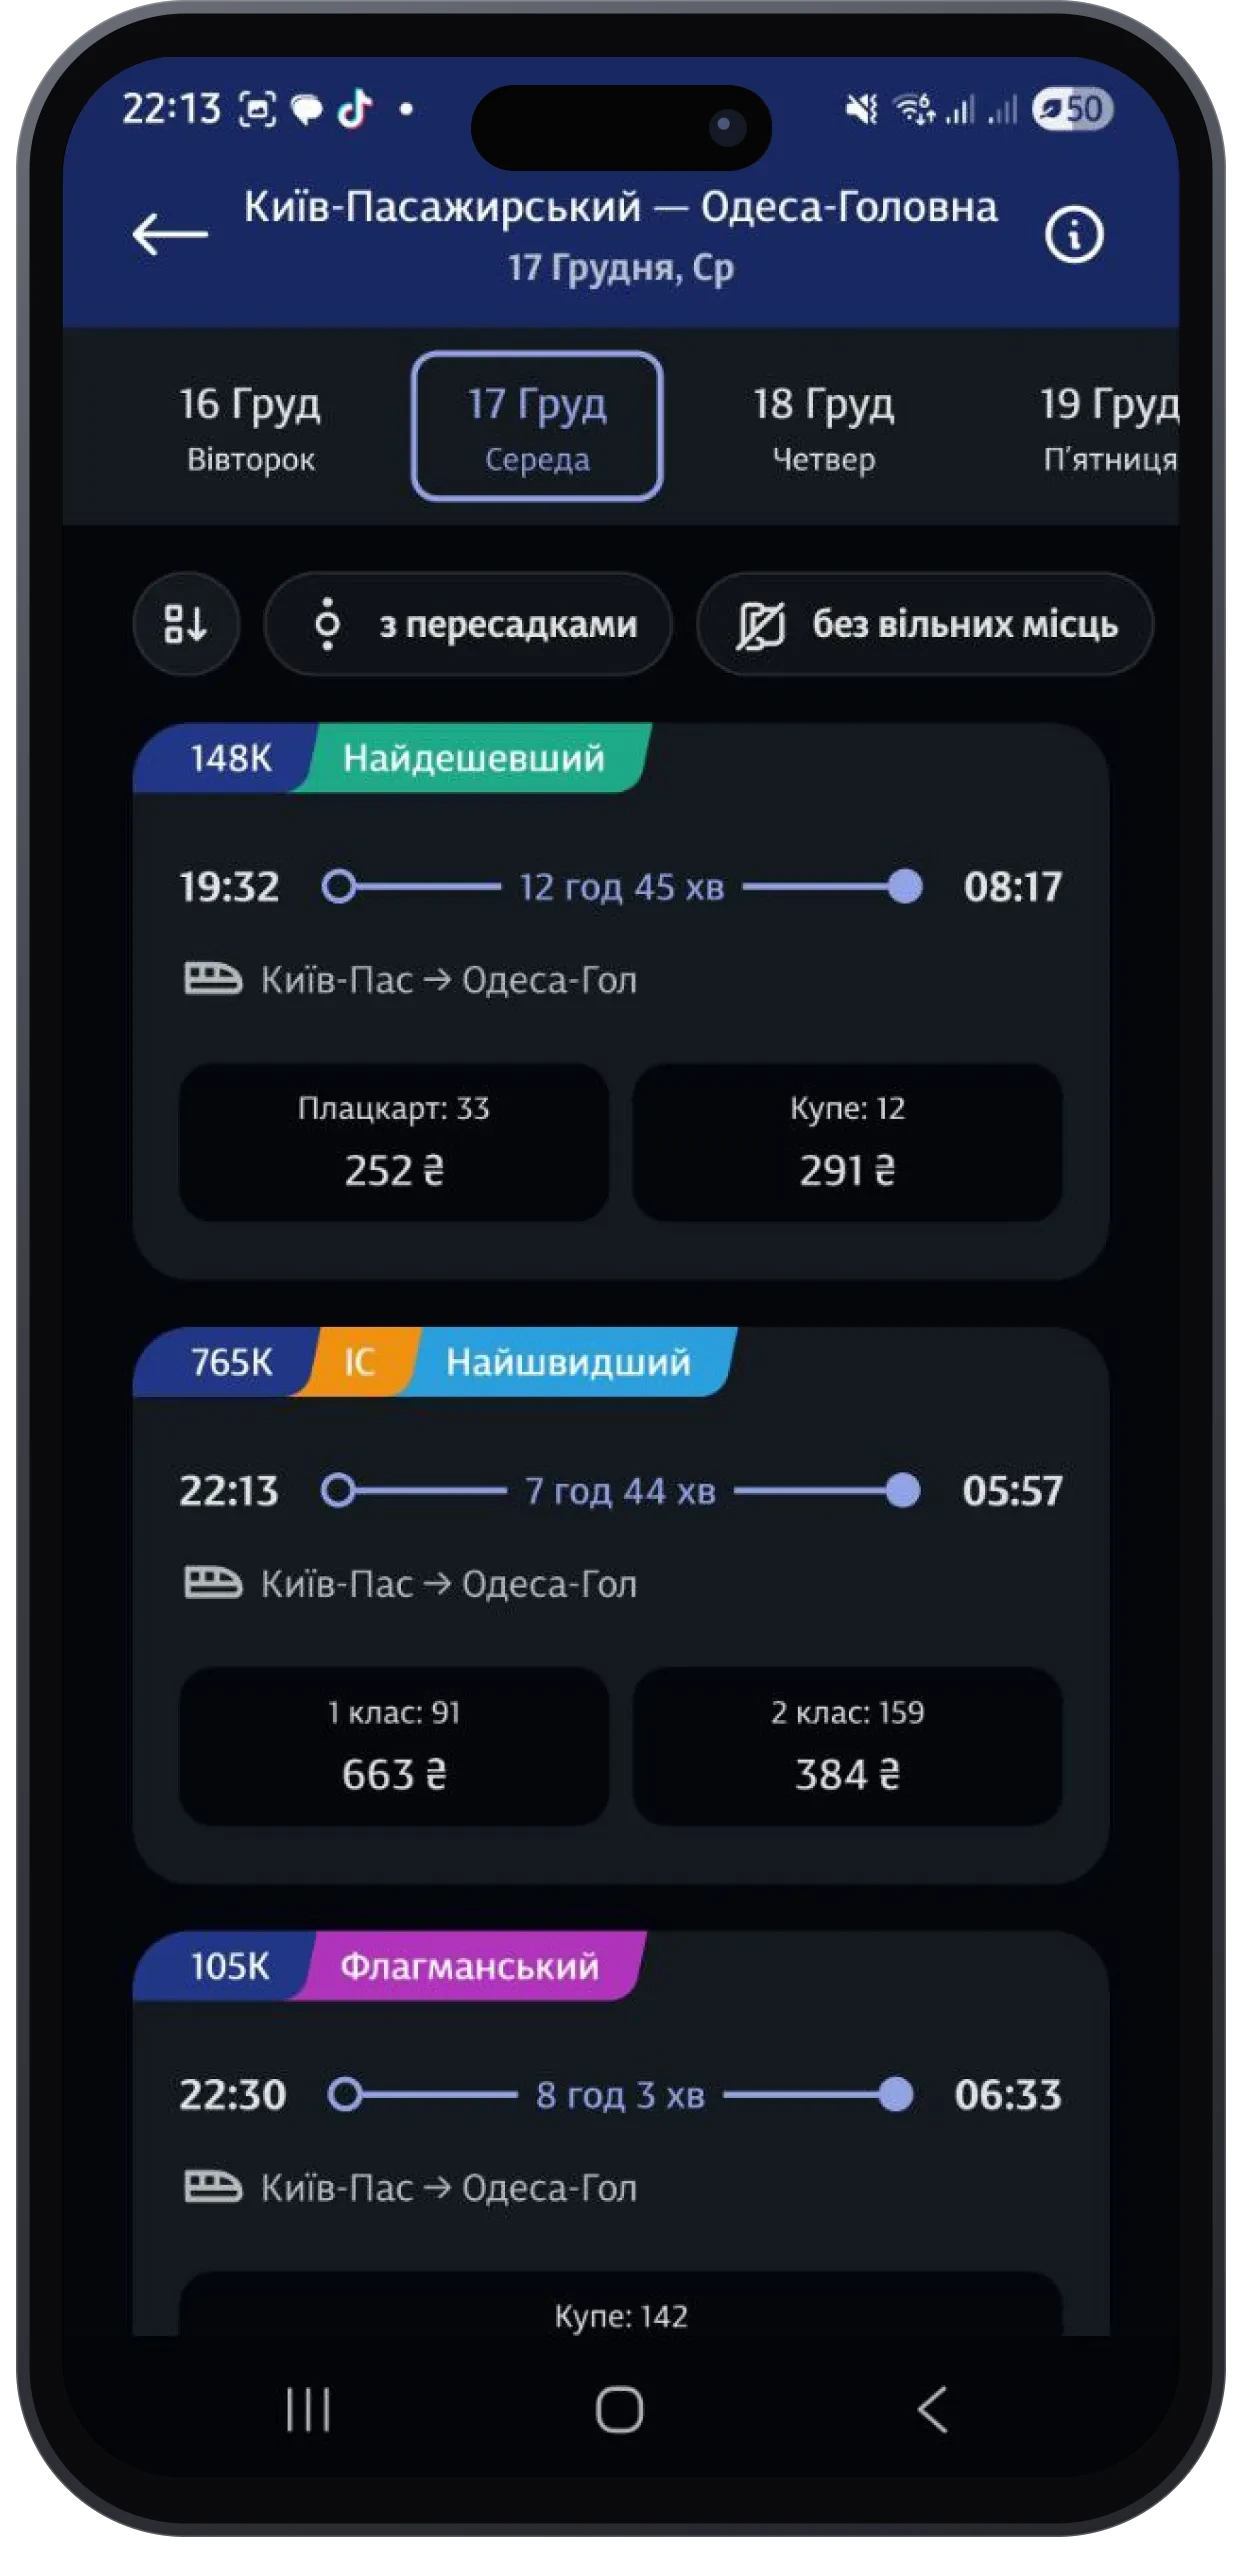 22:13
6
50
Київ-Пасажирський — Одеса-Головна
17 Грудня, Ср
16 Груд
Вівторок
17 Груд
Середа
18 Груд
Четвер
19 Груд
П'ятниця
з пересадками
без вільних місць
148К Найдешевший
19:32 12 год 45 хв 08:17
Київ-Пас → Одеса-Гол
Плацкарт: 33
252 ₴
Купе: 12
291 ₴
765К ІС Найшвидший
22:13 7 год 44 хв 05:57
Київ-Пас → Одеса-Гол
1 клас: 91
663 ₴
2 клас: 159
384 ₴
105К Флагманський
22:30 8 год 3 хв 06:33
Київ-Пас → Одеса-Гол
Купе: 142